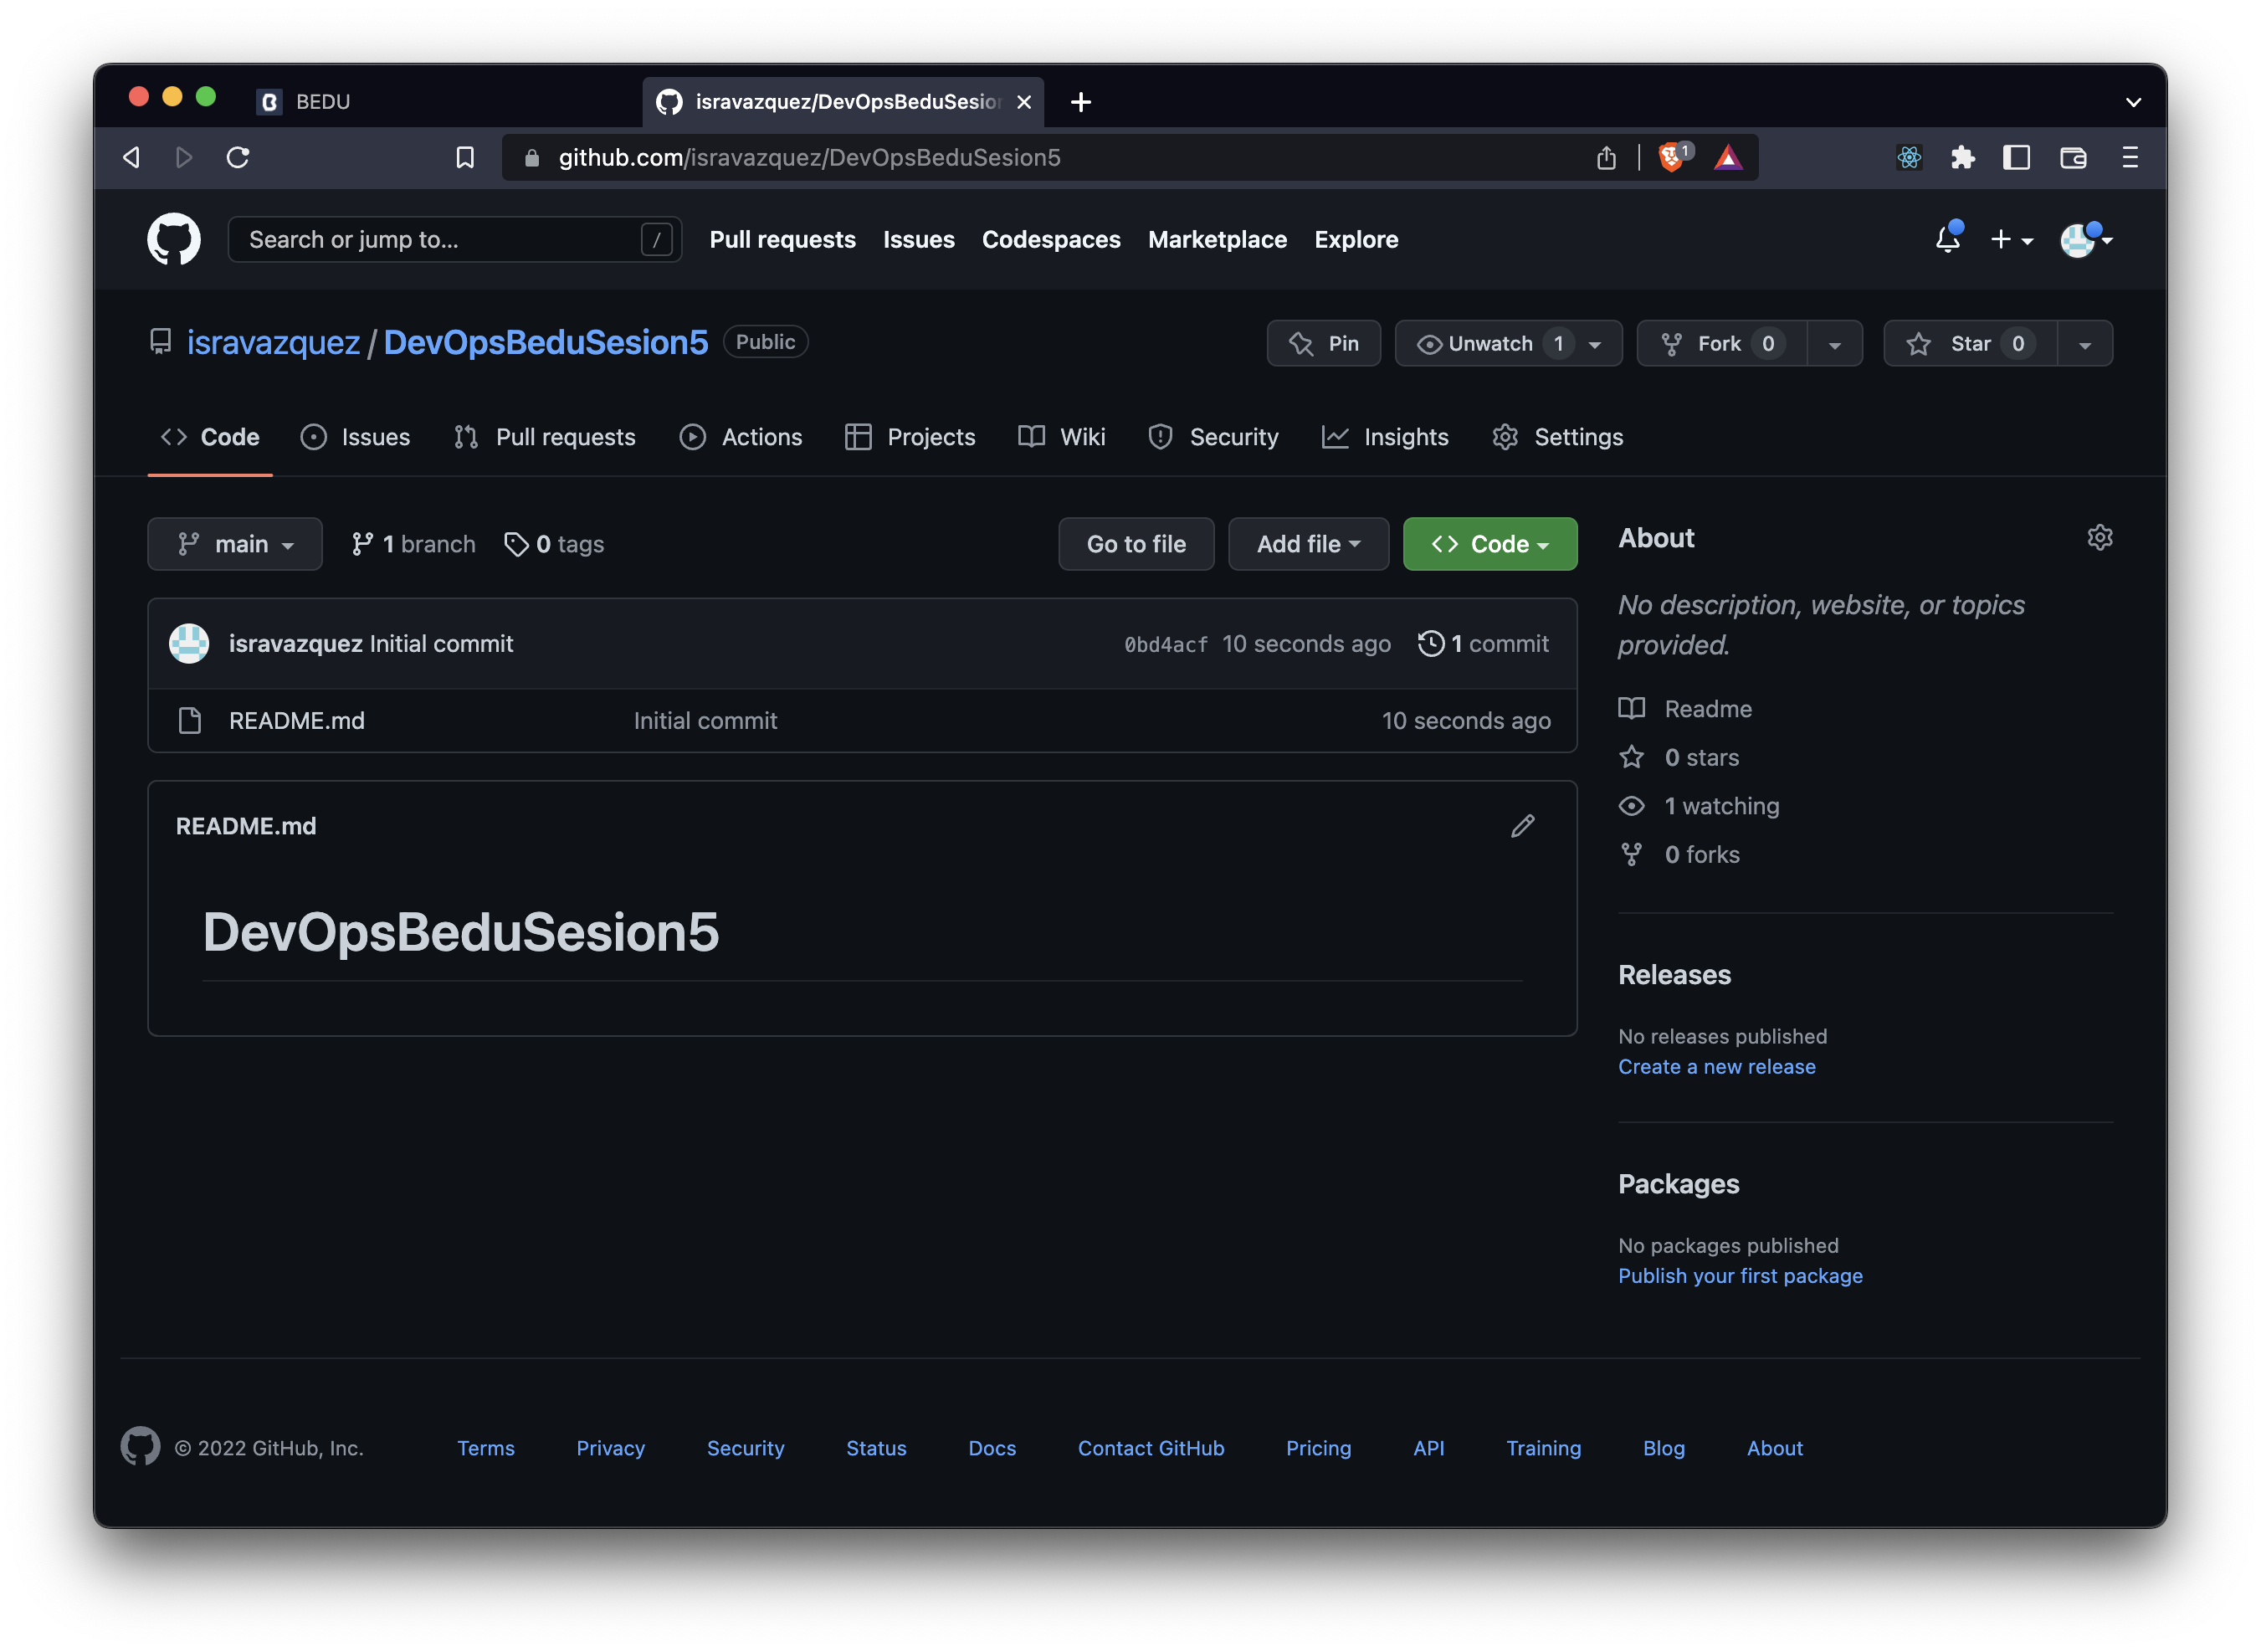 BEDU
isravazquez/DevOpsBeduSesion
github.com/isravazquez/DevOpsBeduSesion5
1
Search or jump to... /
Pull requests Issues Codespaces Marketplace Explore
isravazquez / DevOpsBeduSesion5 Public
Pin Unwatch 1 Fork 0 Star 0
Code Issues Pull requests Actions Projects Wiki Security Insights Settings
main 1 branch 0 tags Go to file Add file Code
isravazquez Initial commit 0bd4acf 10 seconds ago 1 commit
README.md Initial commit 10 seconds ago
README.md
DevOpsBeduSesion5
About
No description, website, or topics
provided.
Readme
0 stars
1 watching
0 forks
Releases
No releases published
Create a new release
Packages
No packages published
Publish your first package
© 2022 GitHub, Inc. Terms Privacy Security Status Docs Contact GitHub Pricing API Training Blog About